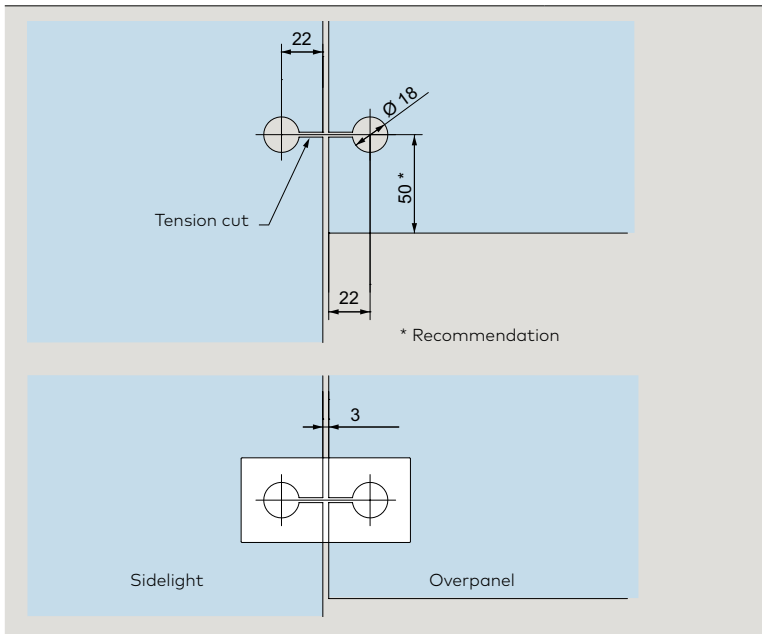 22
Ø 18
50 *
Tension cut
22
* Recommendation
3
Sidelight
Overpanel